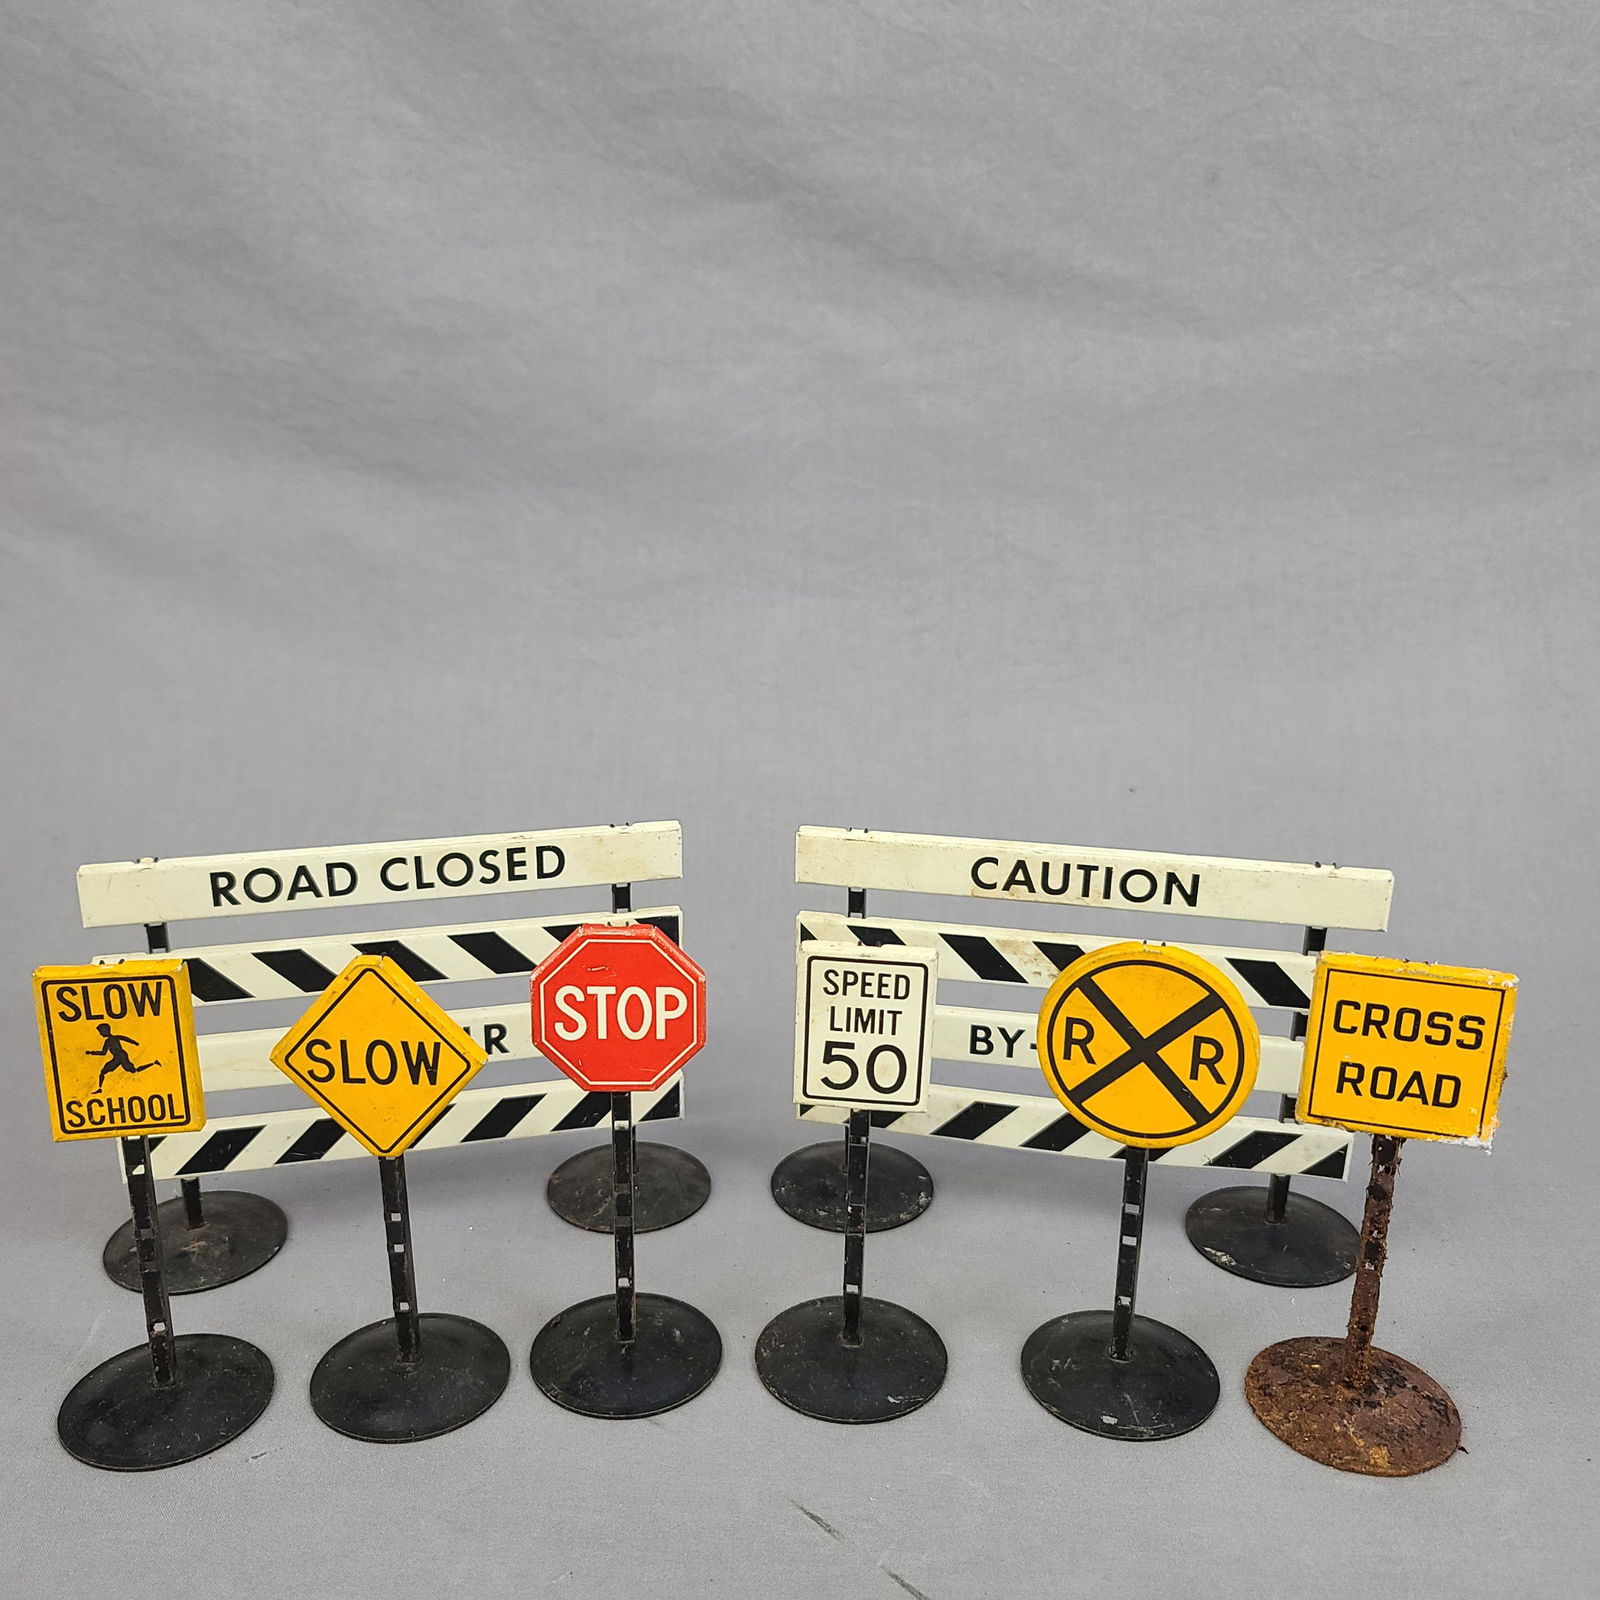 ROAD CLOSED
CAUTION
SLOW
SCHOOL
SLOW
R
STOP
SPEED
LIMIT
50
BY-
R R
CROSS
ROAD